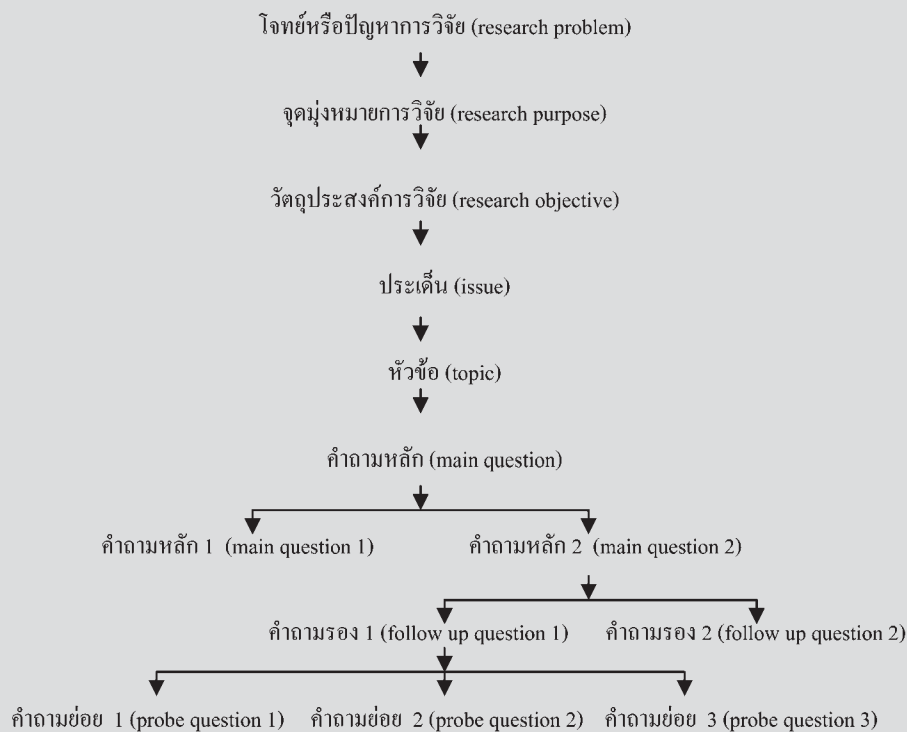 โจทย์หรือปัญหาการวิจัย (research problem)
จุดมุ่งหมายการวิจัย (research purpose)
วัตถุประสงค์การวิจัย (research objective)
ประเด็น (issue)
หัวข้อ (topic)
คำถามหลัก (main question)
คำถามหลัก 1 (main question 1) คำถามหลัก 2 (main question 2)
คำถามรอง 1 (follow up question 1) คำถามรอง 2 (follow up question 2)
คำถามย่อย 1 (probe question 1) คำถามย่อย 2 (probe question 2) คำถามย่อย 3 (probe question 3)